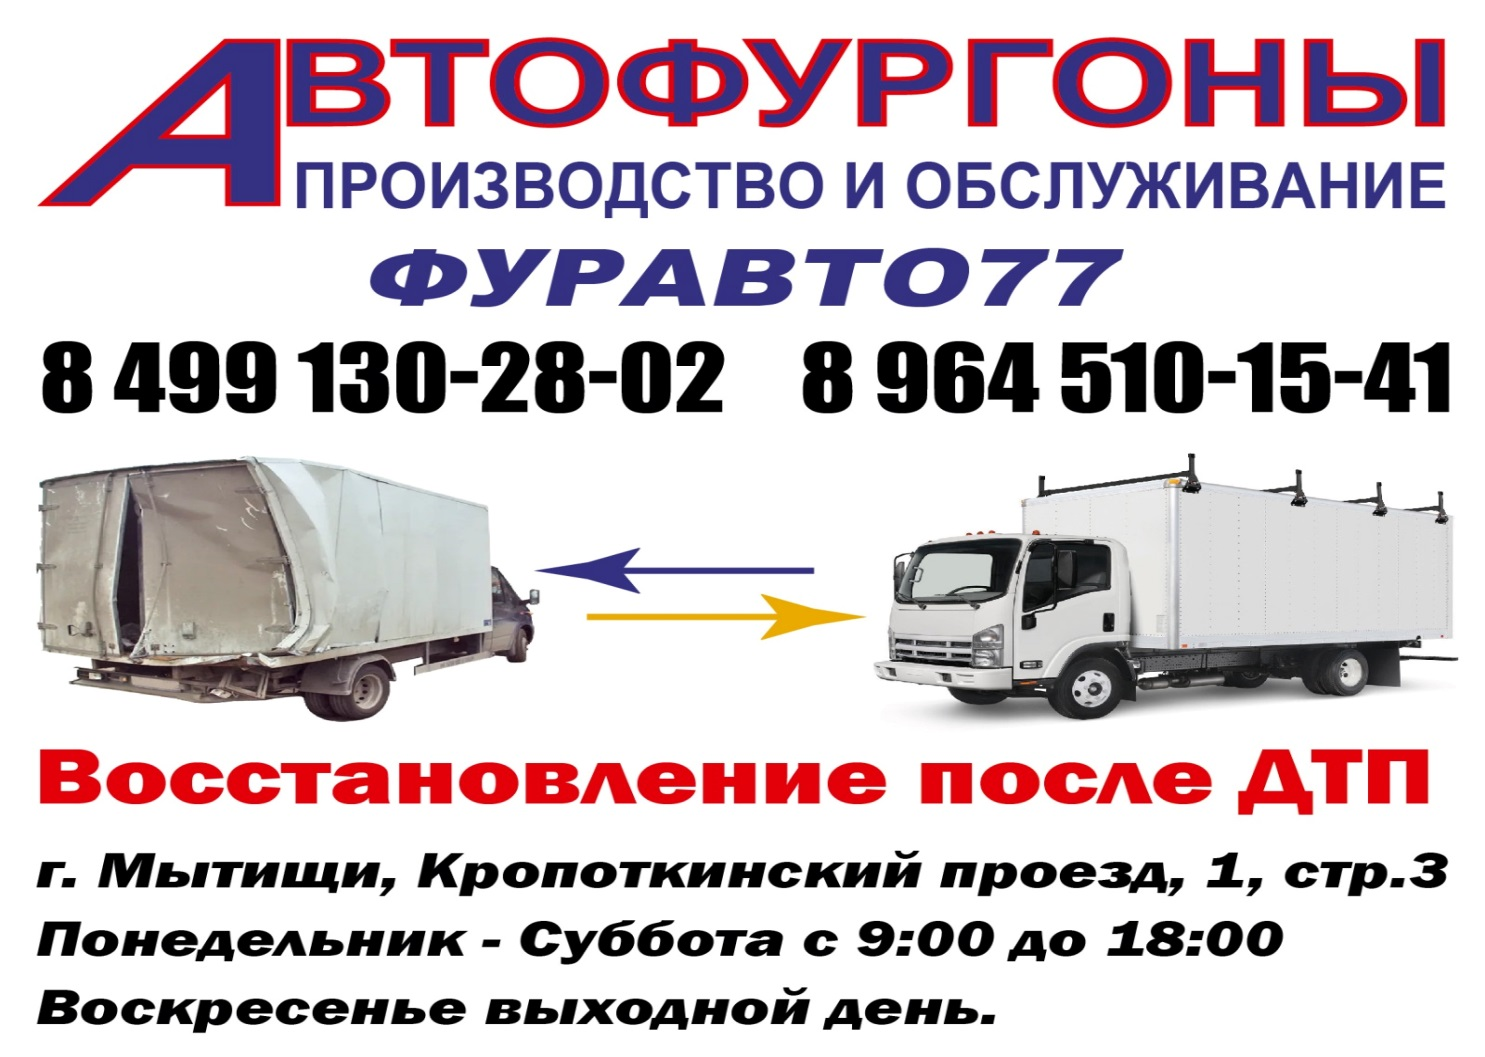 АВТОФУРГОНЫ
ПРОИЗВОДСТВО И ОБСЛУЖИВАНИЕ
ФУРАВТО77
8 499 130-28-02 8 964 510-15-41
Восстановление после ДТП
г. Мытищи, Кропоткинский проезд, 1, стр.3
Понедельник - Суббота с 9:00 до 18:00
Воскресенье выходной день.